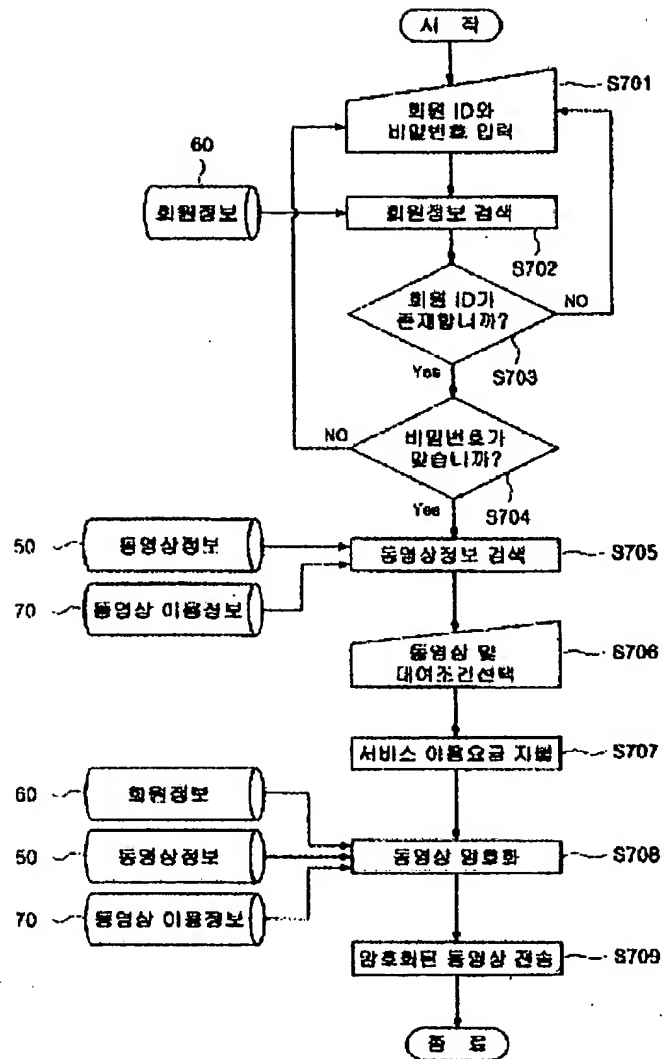 시 작
S701
회원 ID와
비밀번호 입력
60
회원정보
회원정보 검색
S702
회원 ID가
존재합니까?
NO
S703
Yes
비밀번호가
맞습니까?
NO
S704
Yes
50
동영상정보
동영상정보 검색
S705
70
동영상 이용정보
동영상 및
대여조건선택
S706
서비스 이용요금 지불
S707
60
회원정보
50
동영상정보
동영상 암호화
S708
70
동영상 이용정보
암호화된 동영상 전송
S709
종 료